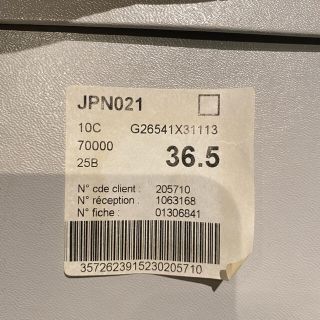 JPN021
10C G26541X31113
70000 36.5
25B
N° cde client : 205710
N° réception : 1063168
N° fiche : 01306841
3572623915230205710